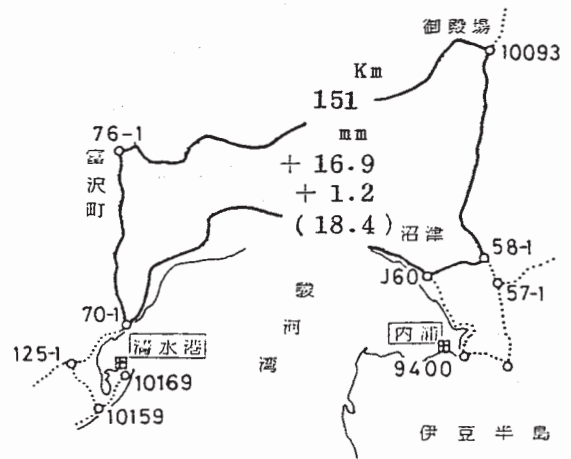 御殿場
10093
Km
151
mm
+ 16.9
+ 1.2
(18.4)
76-1
富沢町
沼津
58-1
J60
57-1
駿河湾
70-1
清水港
内浦
125-1
10169
9400
10159
伊豆半島